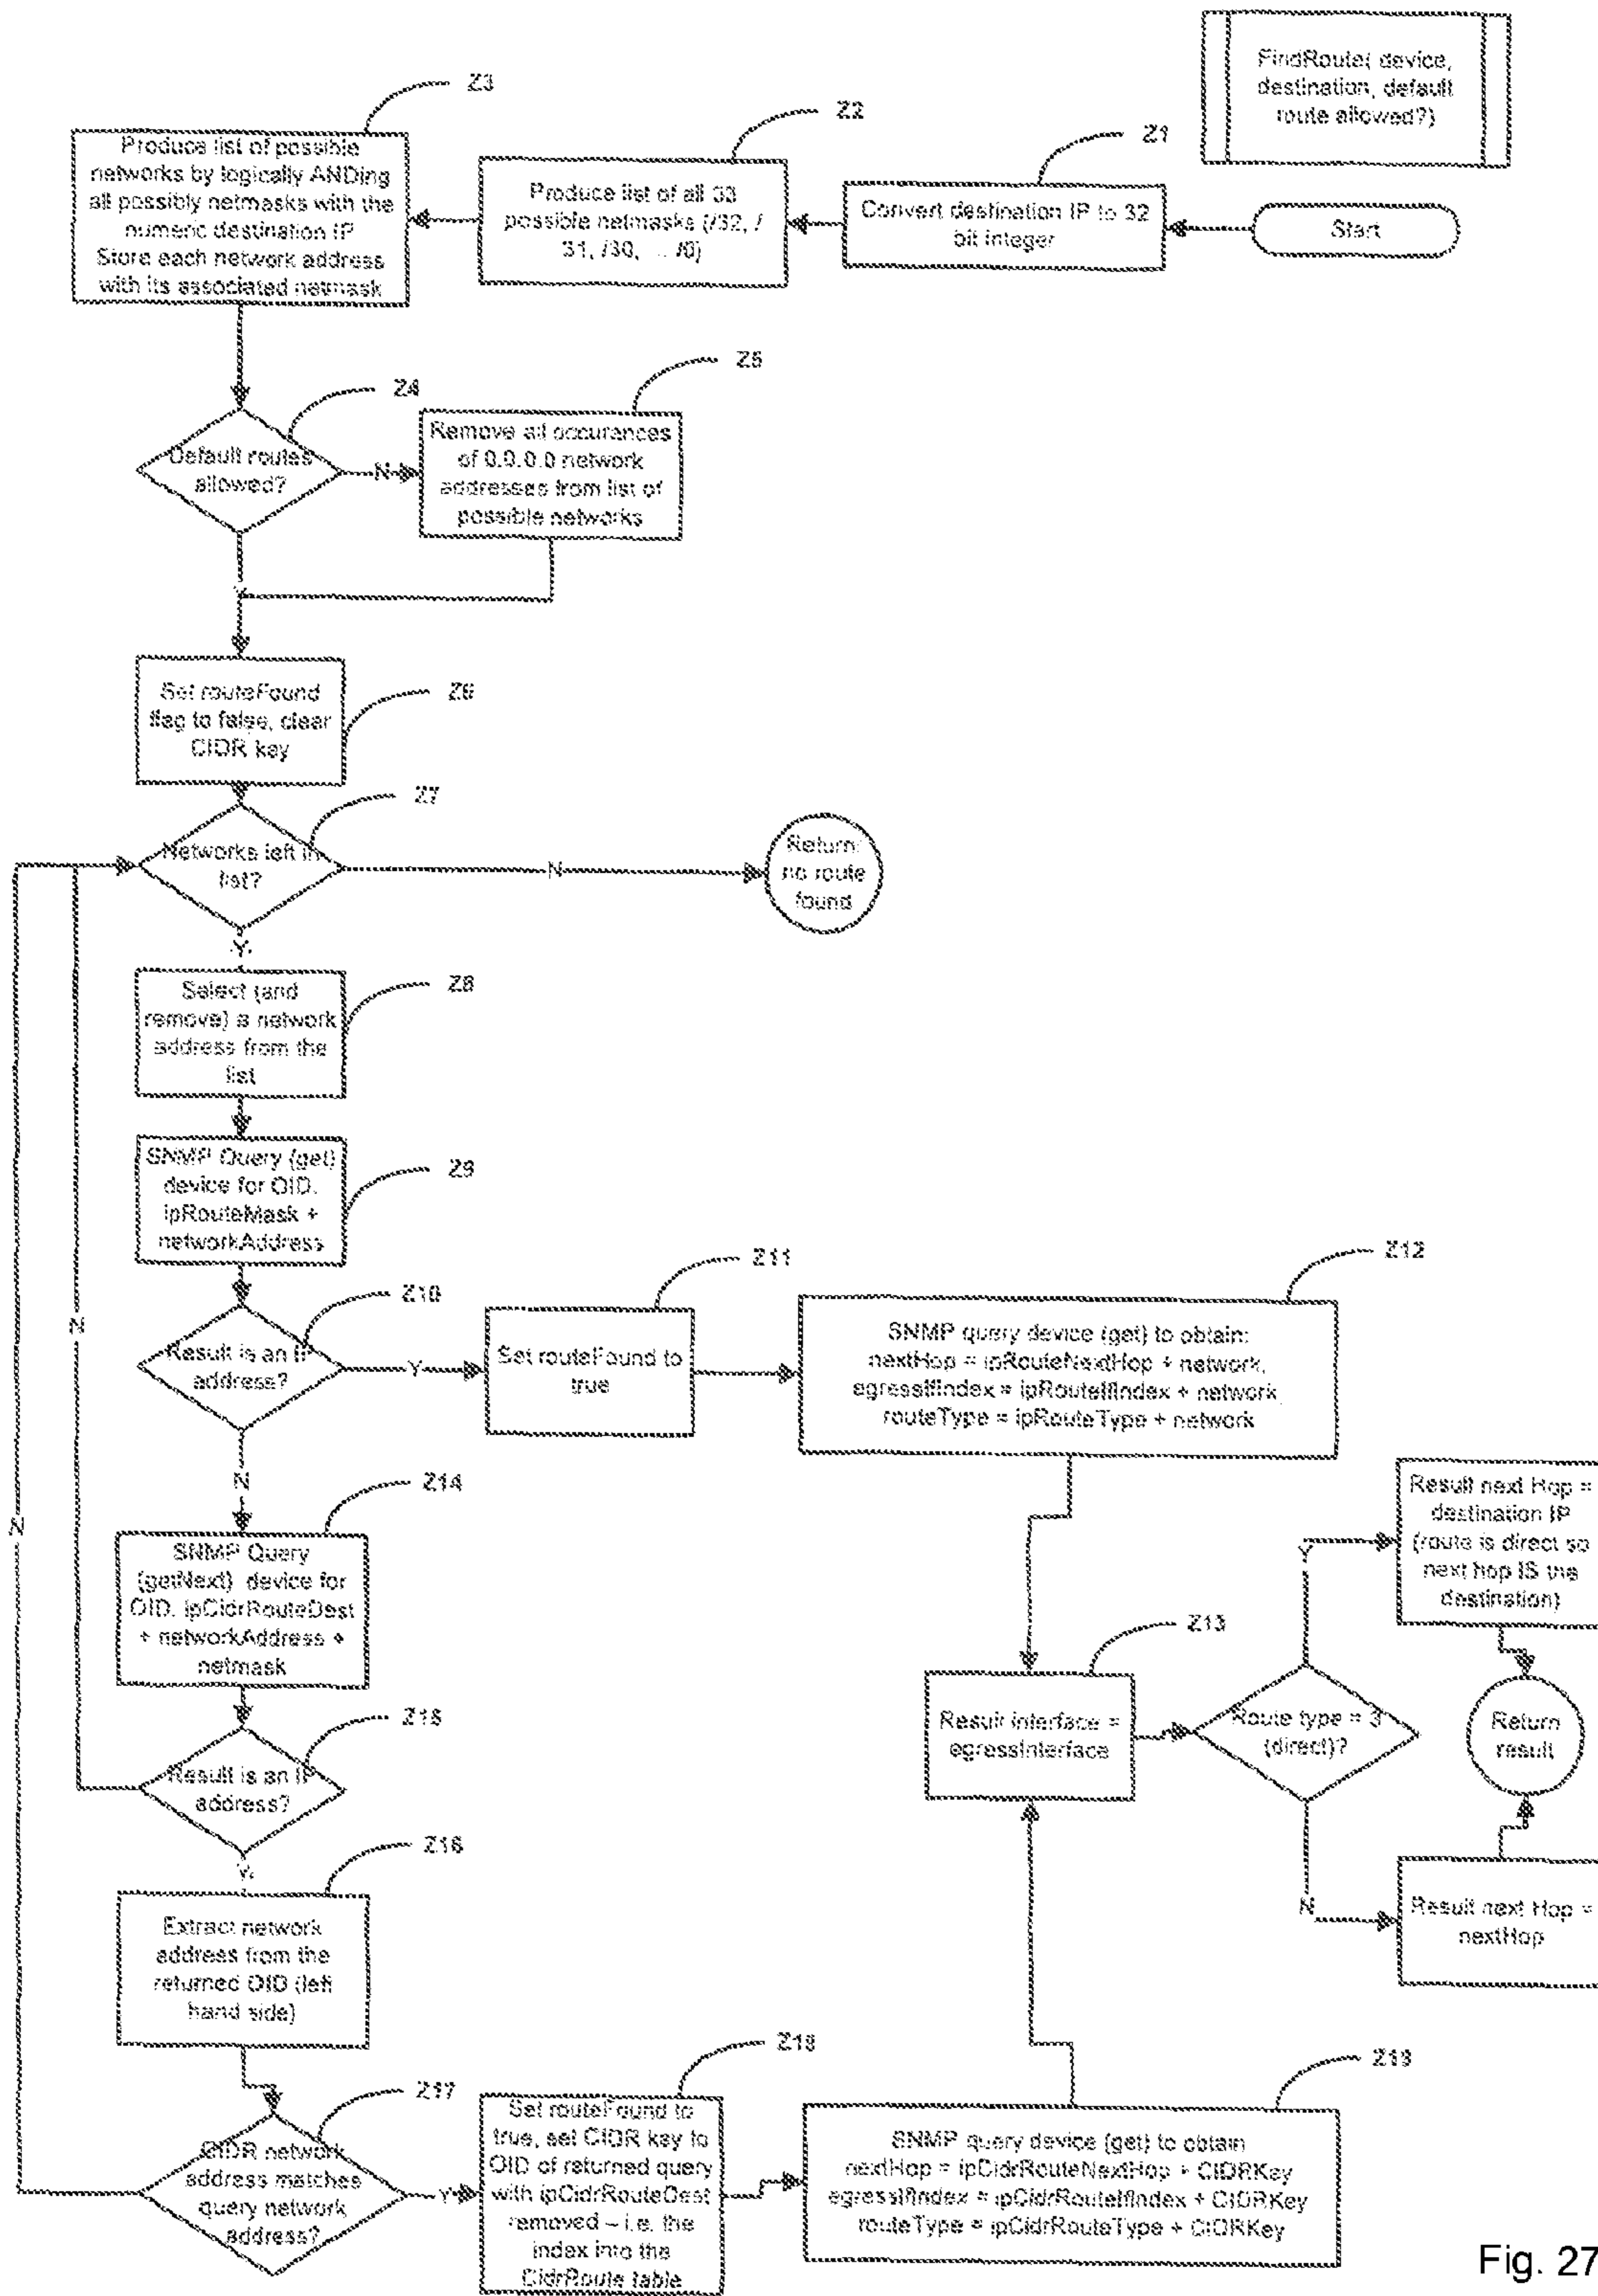 FindRoute( device,
destination, default
route allowed?)
Start
Z1
Convert destination IP to 32
bit integer
Z2
Produce list of all 33
possible netmasks (/32, /
31, /30, ... /0)
Z3
Produce list of possible
networks by logically ANDing
all possibly netmasks with the
numeric destination IP
Store each network address
with its associated netmask
Z4
Default routes
allowed?
N
Y
Z5
Remove all occurances
of 0.0.0.0 network
addresses from list of
possible networks
Z6
Set routeFound
flag to false, clear
CIDR key
Z7
Networks left in
list?
N
Return:
no route
found
Y
Z8
Select (and
remove) a network
address from the
list
Z9
SNMP Query (get)
device for OID.
ipRouteMask +
networkAddress
Z10
Result is an IP
address?
Y
N
Z11
Set routeFound to
true
Z12
SNMP query device (get) to obtain:
nextHop = ipRouteNextHop + network,
egressIfIndex = ipRouteIfIndex + network,
routeType = ipRouteType + network
Z14
SNMP Query
(getNext) device for
OID. ipCidrRouteDest
+ networkAddress +
netmask
Z15
Result is an IP
address?
N
Y
Z16
Extract network
address from the
returned OID (left
hand side)
Z17
CIDR network
address matches
query network
address?
N
Y
Z18
Set routeFound to
true, set CIDR key to
OID of returned query
with ipCidrRouteDest
removed – i.e. the
index into the
CidrRoute table
Z19
SNMP query device (get) to obtain
nextHop = ipCidrRouteNextHop + CIDRKey
egressIfIndex = ipCidrRouteIfIndex + CIDRKey
routeType = ipCidrRouteType + CIDRKey
Z13
Result interface =
egressInterface
Route type = 3
(direct)?
Y
N
Result next Hop =
destination IP
(route is direct so
next hop IS the
destination)
Return
result
Result next Hop =
nextHop
Fig. 27